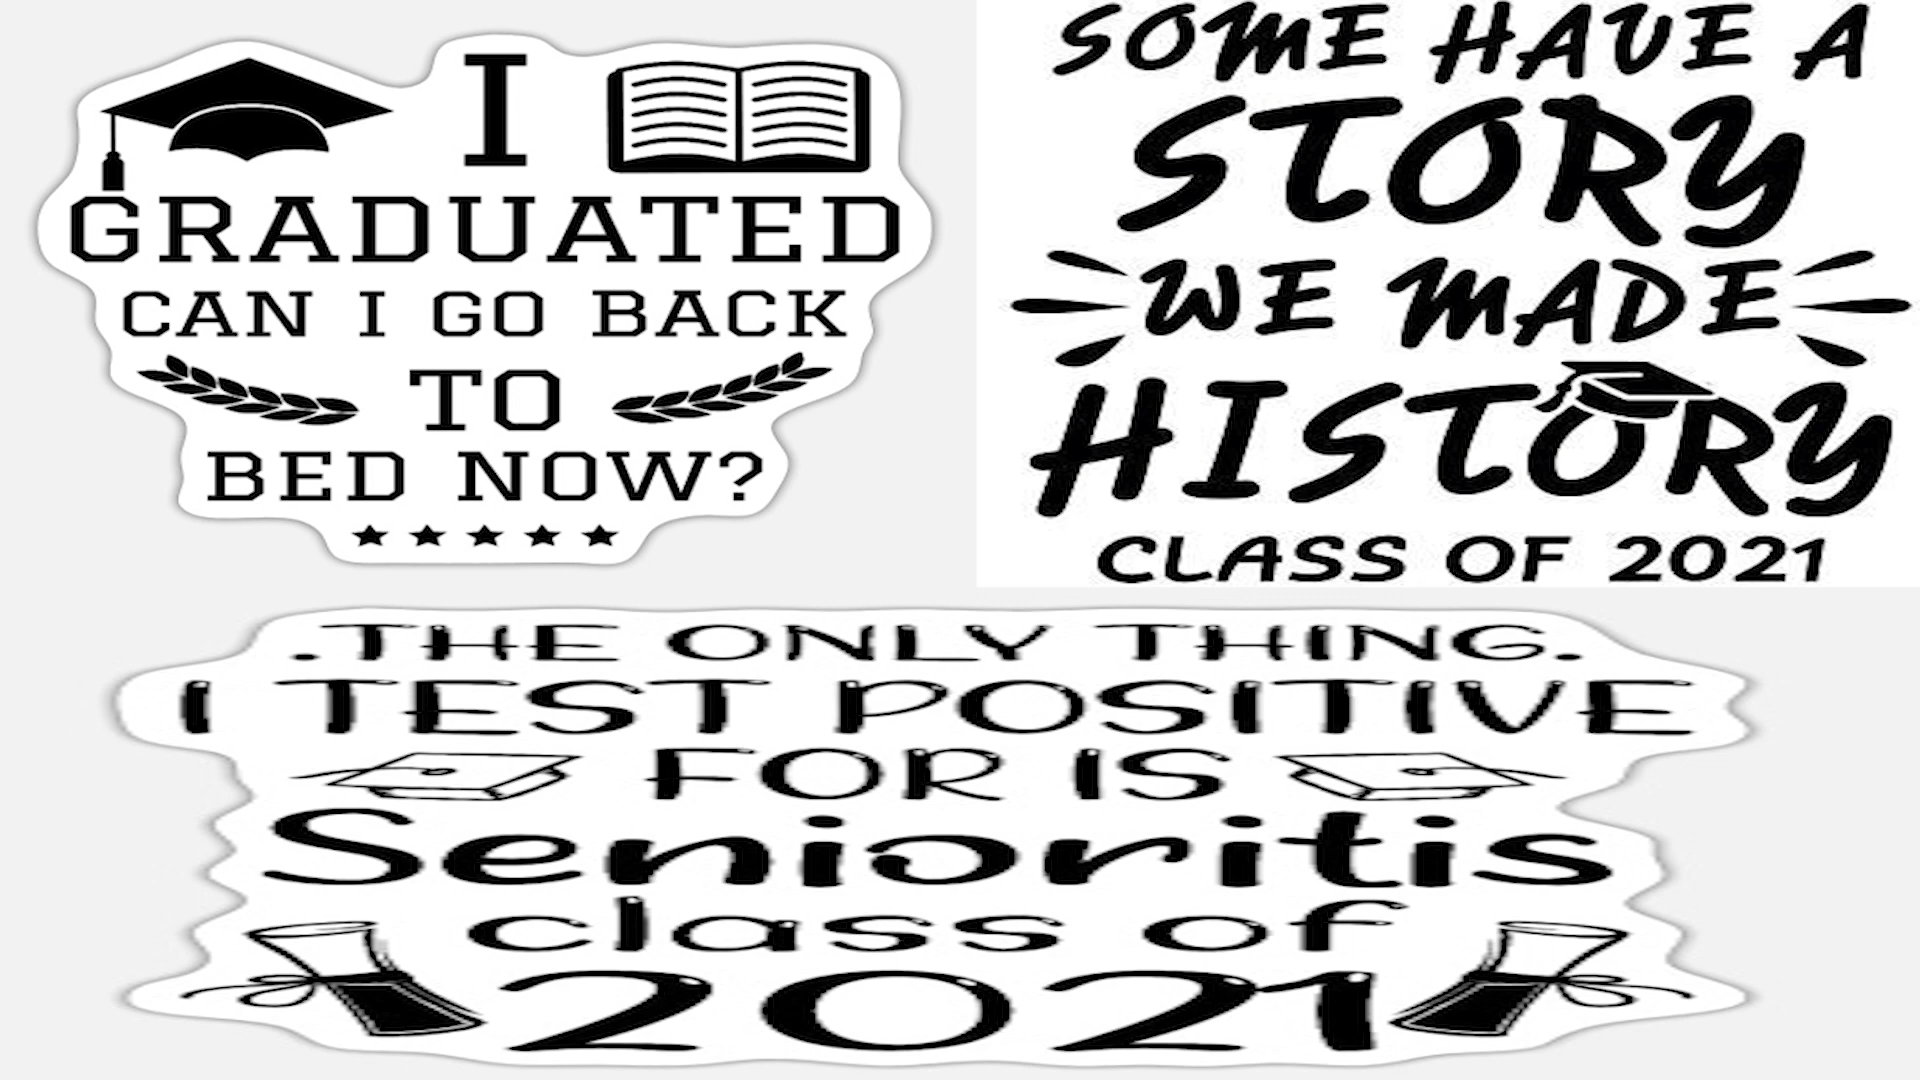 I
GRADUATED
CAN I GO BACK
TO
BED NOW?
SOME HAVE A
STORY
WE MADE
HISTORY
CLASS OF 2021
.THE ONLY THING.
I TEST POSITIVE
FOR IS
Senioritis
class of
2021